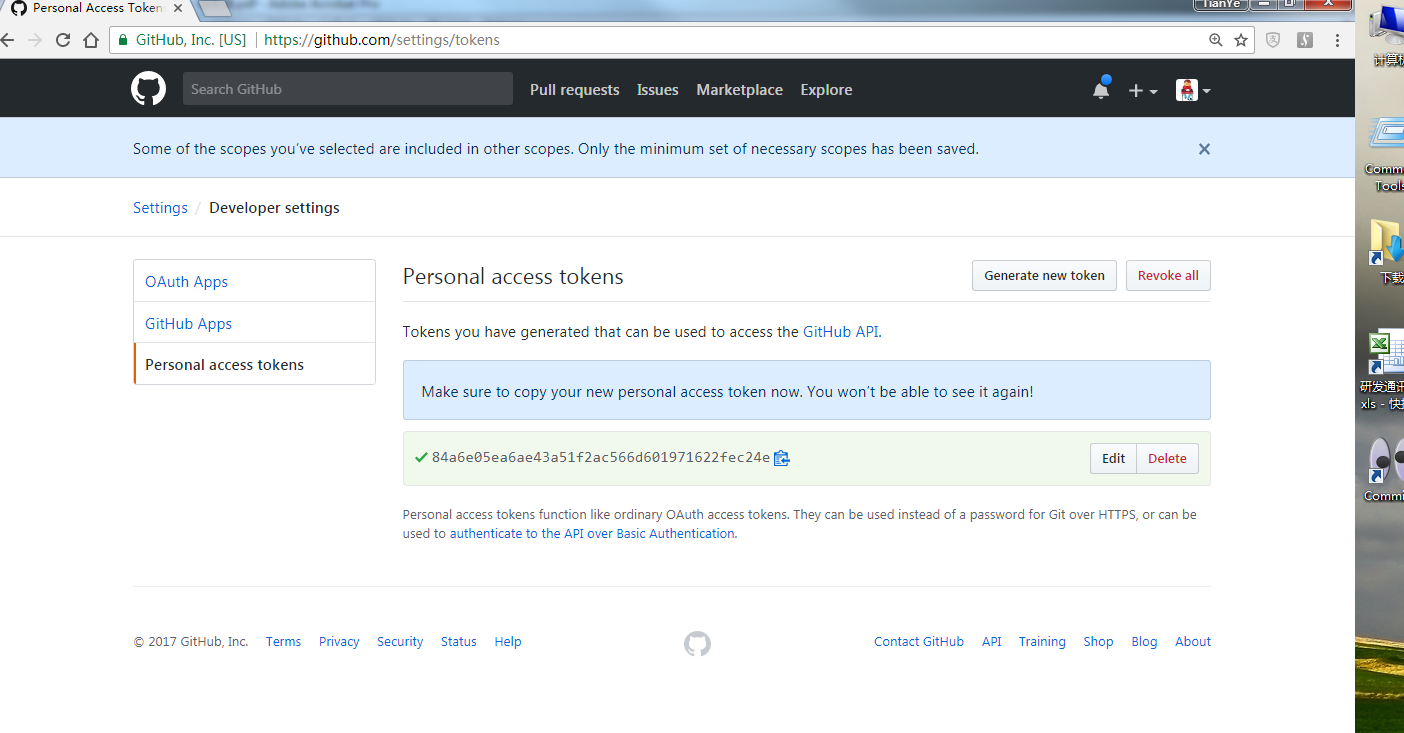 Personal Access Token
TianYe
GitHub, Inc. [US] https://github.com/settings/tokens
Search GitHub
Pull requests Issues Marketplace Explore
Some of the scopes you’ve selected are included in other scopes. Only the minimum set of necessary scopes has been saved.
Settings / Developer settings
OAuth Apps
GitHub Apps
Personal access tokens
Personal access tokens
Generate new token Revoke all
Tokens you have generated that can be used to access the GitHub API.
Make sure to copy your new personal access token now. You won’t be able to see it again!
84a6e05ea6ae43a51f2ac566d601971622fec24e
Edit Delete
Personal access tokens function like ordinary OAuth access tokens. They can be used instead of a password for Git over HTTPS, or can be
used to authenticate to the API over Basic Authentication.
© 2017 GitHub, Inc. Terms Privacy Security Status Help
Contact GitHub API Training Shop Blog About
计算机
Comm
Tools
下载
研发通讯
xls - 快捷
Commi